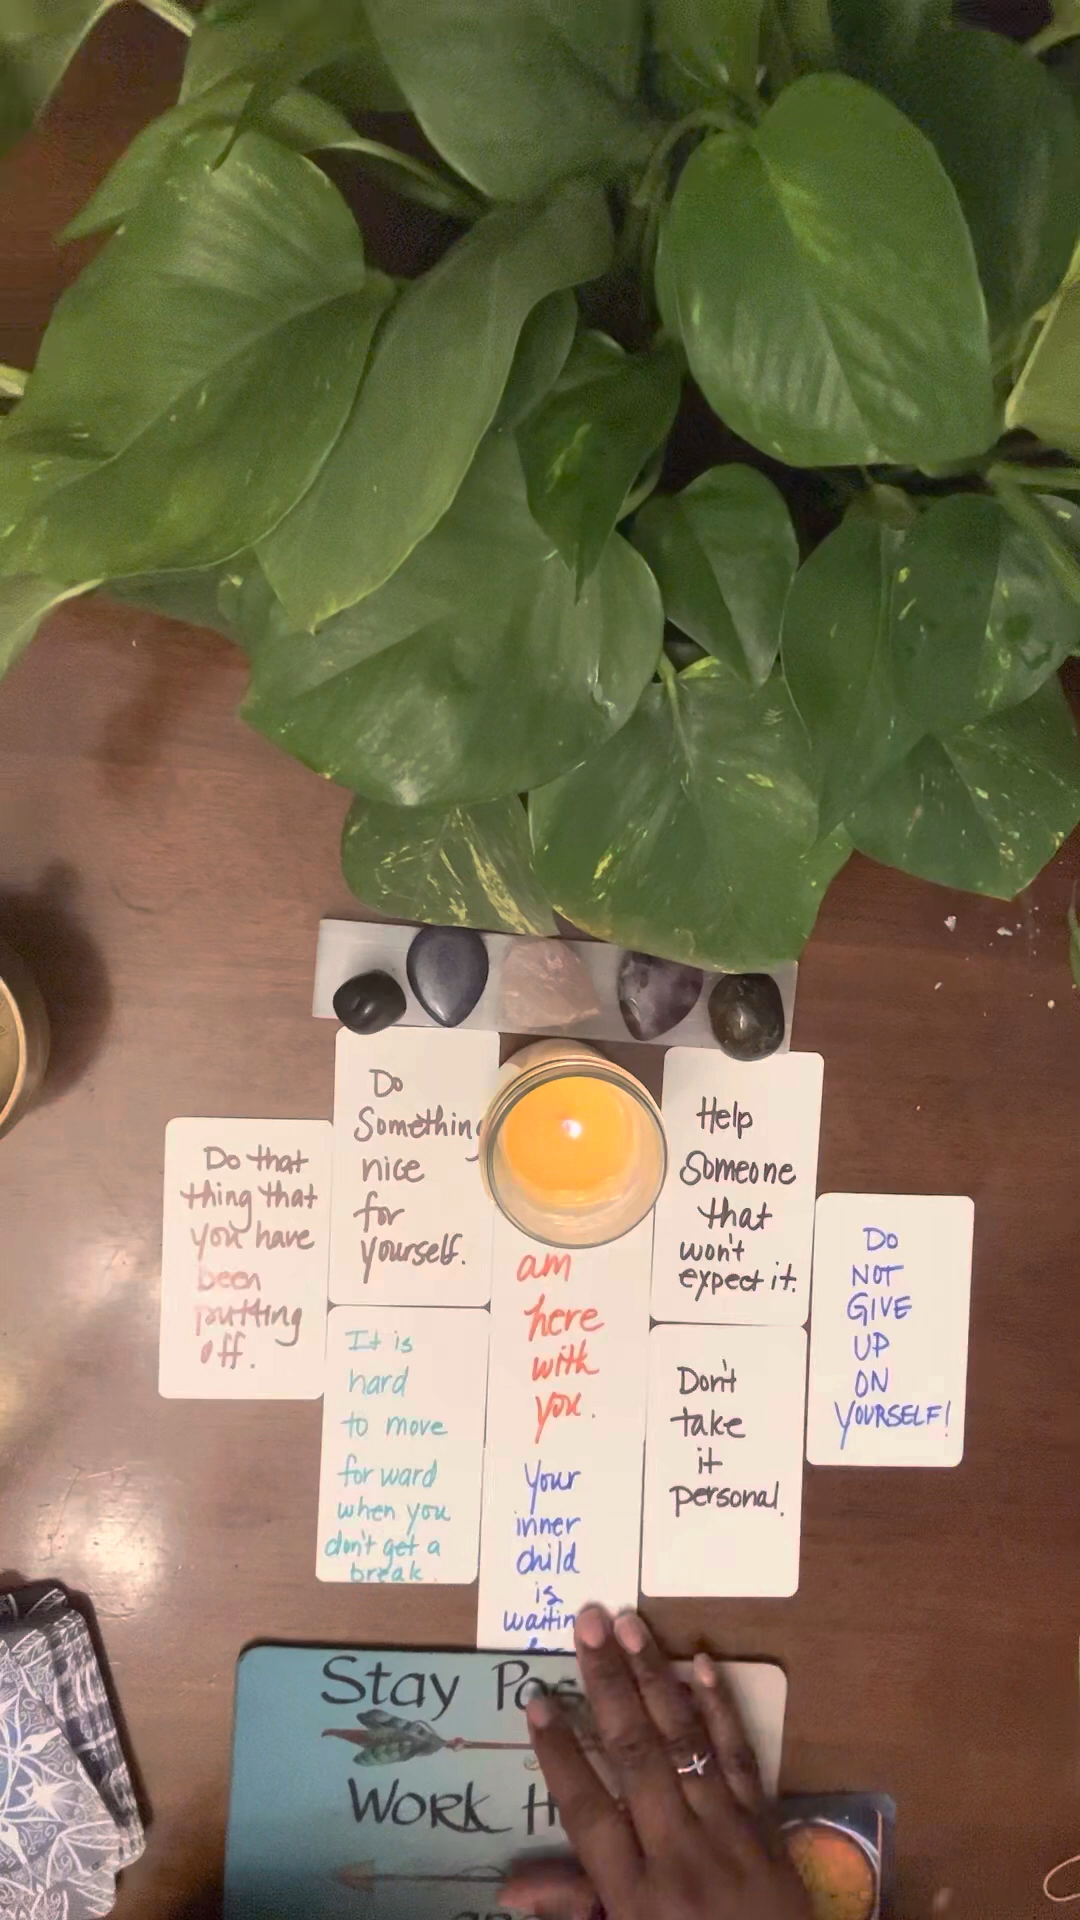 Do that
thing that
you have
been
putting
off.
Do
Something
nice
for
yourself.
It is
hard
to move
forward
when you
don't get a
break.
am
here
with
you.
Your
inner
child
is
Help
Someone
that
won't
expect it.
Don't
take
it
personal.
DO
NOT
GIVE
UP
ON
YOURSELF!
Stay
WORK